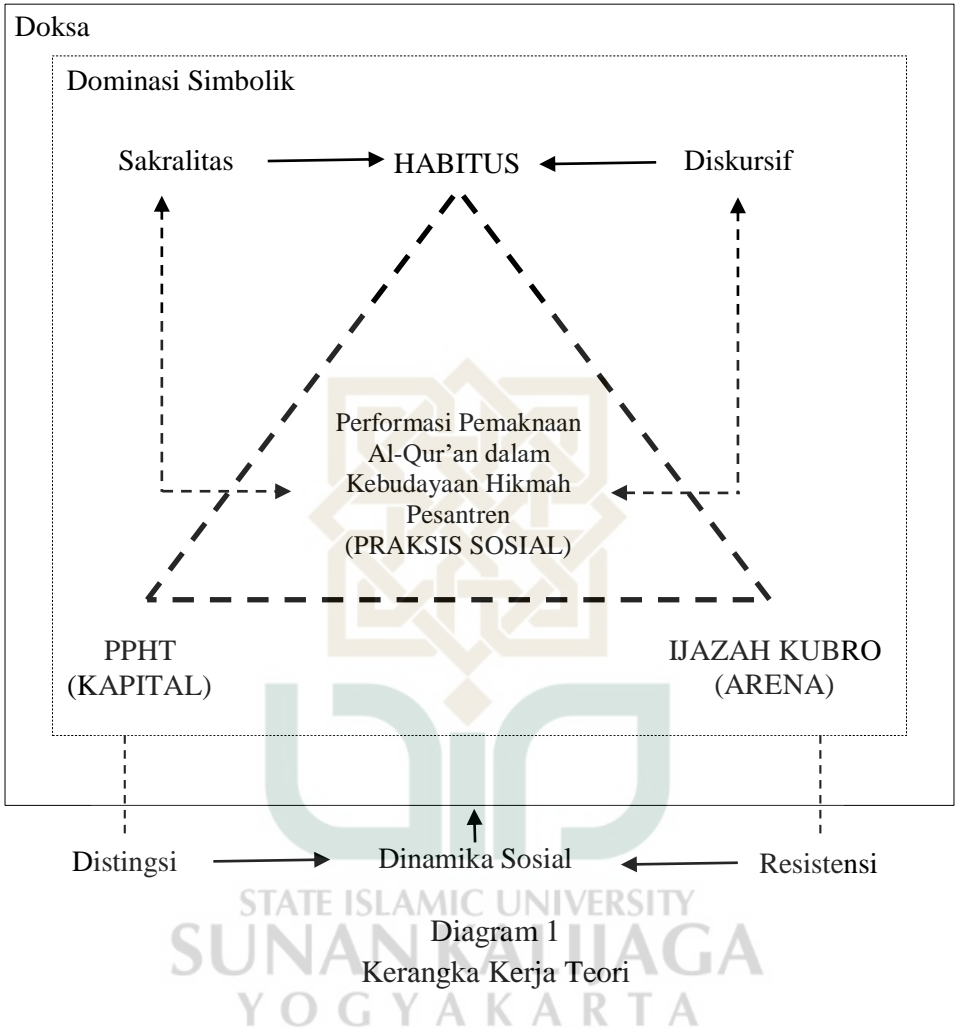 Doksa
Dominasi Simbolik
Sakralitas
HABITUS
Diskursif
Performasi Pemaknaan
Al-Qur’an dalam
Kebudayaan Hikmah
Pesantren
(PRAKSIS SOSIAL)
PPHT
(KAPITAL)
IJAZAH KUBRO
(ARENA)
Distingsi
Dinamika Sosial
Resistensi
STATE ISLAMIC UNIVERSITY
Diagram 1
SUNAN KALIJAGA
Kerangka Kerja Teori
YOGYAKARTA